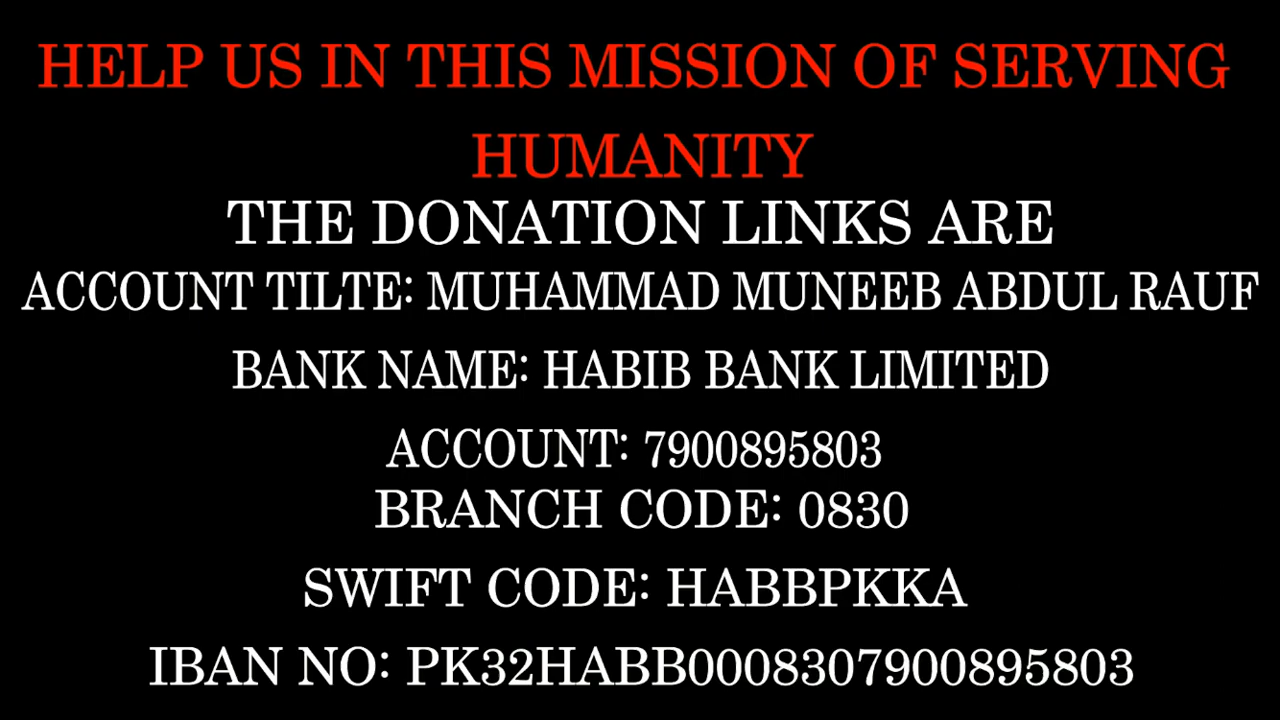 HELP US IN THIS MISSION OF SERVING
HUMANITY
THE DONATION LINKS ARE
ACCOUNT TILTE: MUHAMMAD MUNEEB ABDUL RAUF
BANK NAME: HABIB BANK LIMITED
ACCOUNT: 7900895803
BRANCH CODE: 0830
SWIFT CODE: HABBPKKA
IBAN NO: PK32HABB0008307900895803